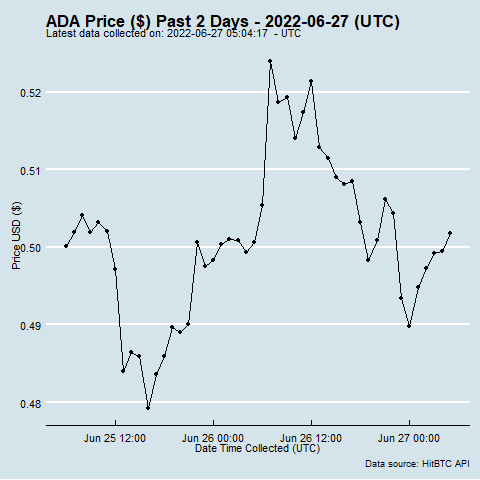 ADA Price ($) Past 2 Days - 2022-06-27 (UTC)
Latest data collected on: 2022-06-27 05:04:17  - UTC
Price USD ($)
0.52
0.51
0.50
0.49
0.48
Jun 25 12:00
Jun 26 00:00
Jun 26 12:00
Jun 27 00:00
Date Time Collected (UTC)
Data source: HitBTC API